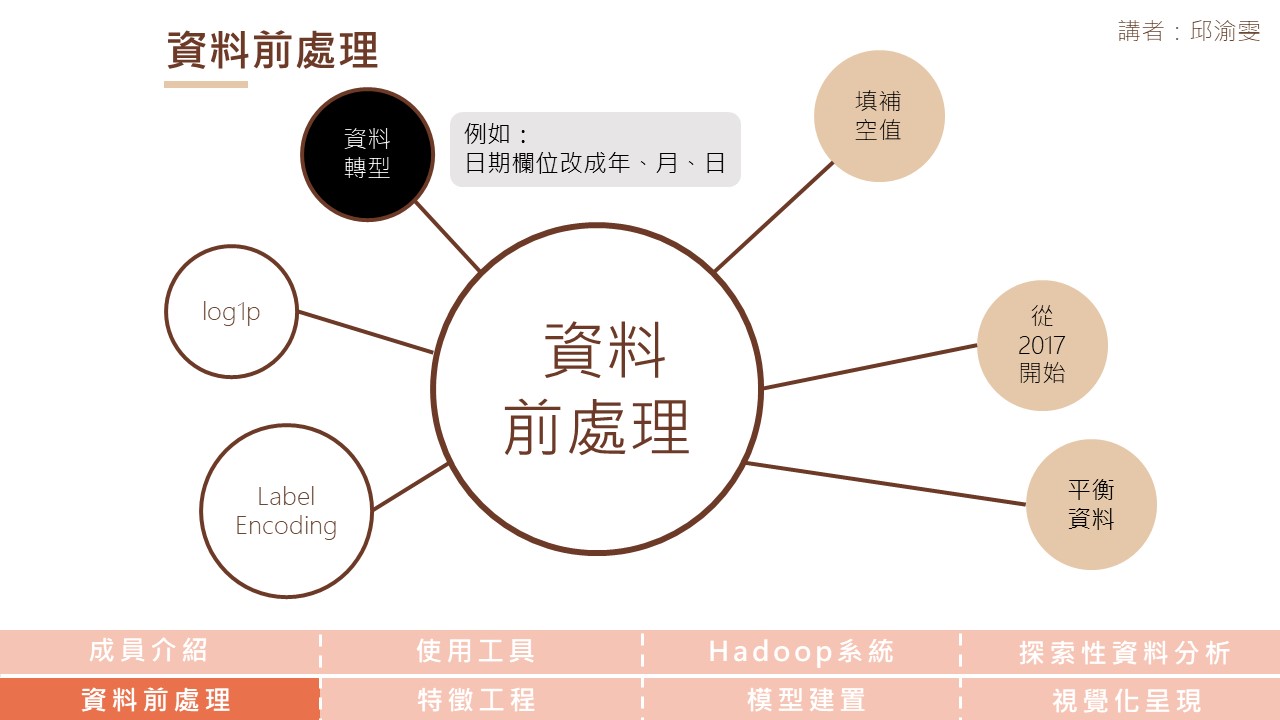 資料前處理
講者：邱渝雯
資料
轉型
例如：
日期欄位改成年、月、日
填補
空值
log1p
從
2017
開始
資料
前處理
Label
Encoding
平衡
資料
成員介紹
使用工具
Hadoop系統
探索性資料分析
資料前處理
特徵工程
模型建置
視覺化呈現